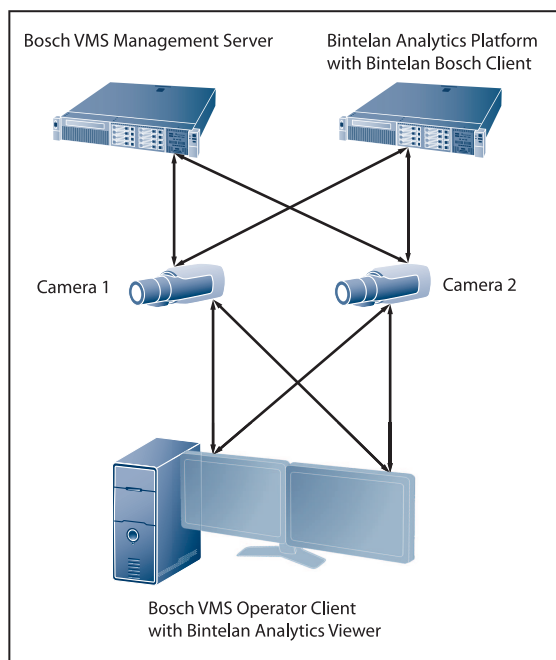 Bosch VMS Management Server
Bintelan Analytics Platform
with Bintelan Bosch Client
Camera 1
Camera 2
Bosch VMS Operator Client
with Bintelan Analytics Viewer